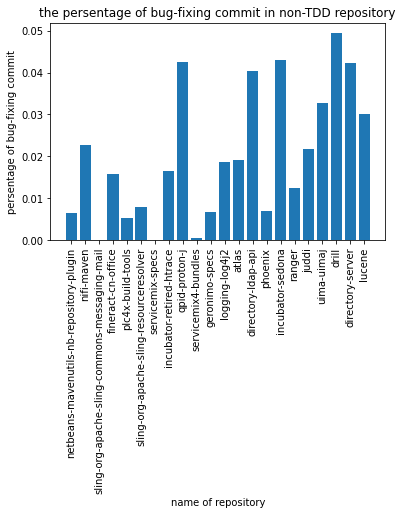 the persentage of bug-fixing commit in non-TDD repository
persentage of bug-fixing commit
0.05
0.04
0.03
0.02
0.01
0.00
netbeans-mavenutils-nb-repository-plugin
nifi-maven
sling-org-apache-sling-commons-messaging-mail
fineract-cn-office
plc4x-build-tools
sling-org-apache-sling-resourceresolver
servicemix-specs
incubator-retired-htrace
qpid-proton-j
servicemix4-bundles
geronimo-specs
logging-log4j2
atlas
directory-ldap-api
phoenix
incubator-sedona
ranger
juddi
uima-uimaj
drill
directory-server
lucene
name of repository